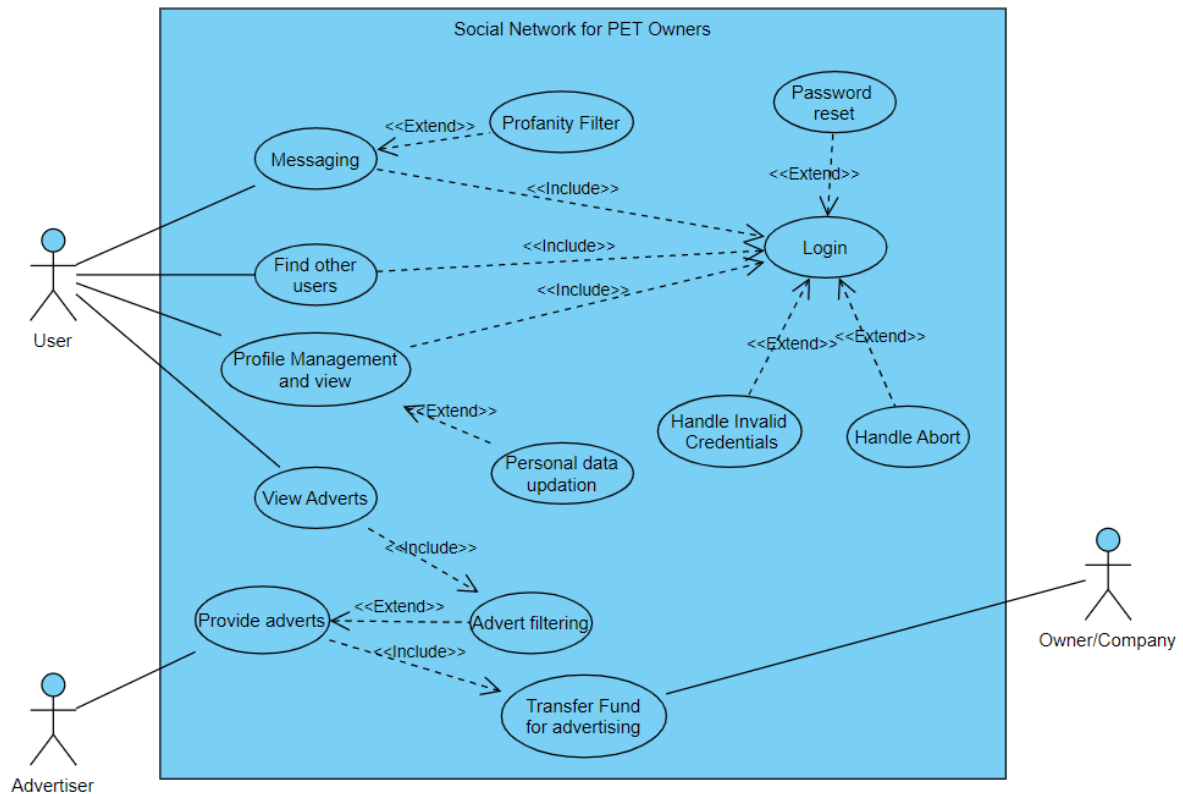 Social Network for PET Owners
Password
reset
<<Extend>>
Profanity Filter
Messaging
<<Extend>>
<<Include>>
Login
<<Include>>
Find other
users
<<Include>>
User
<<Extend>>
<<Extend>>
Profile Management
and view
<<Extend>>
Handle Invalid
Credentials
Handle Abort
Personal data
updation
View Adverts
<<Include>>
<<Extend>>
Provide adverts
Advert filtering
<<Include>>
Owner/Company
Transfer Fund
for advertising
Advertiser